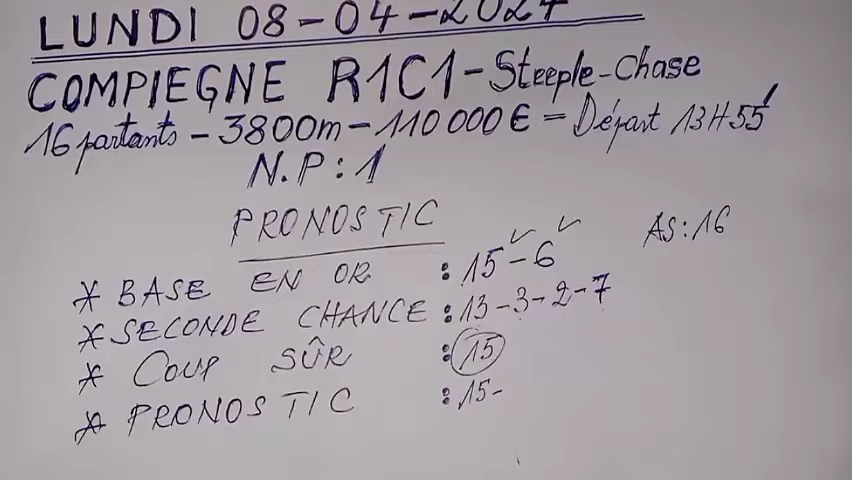 LUNDI 08-04-2024
COMPIEGNE R1C1-Steeple-Chase
16 partants - 3800m - 110 000€ = Départ 13H55'
N.P : 1
PRONOSTIC
AS : 16
* BASE EN OR : 15 - 6
* SECONDE CHANCE : 13 - 3 - 2 - 7
* COUP SÛR : 15
* PRONOSTIC : 15-